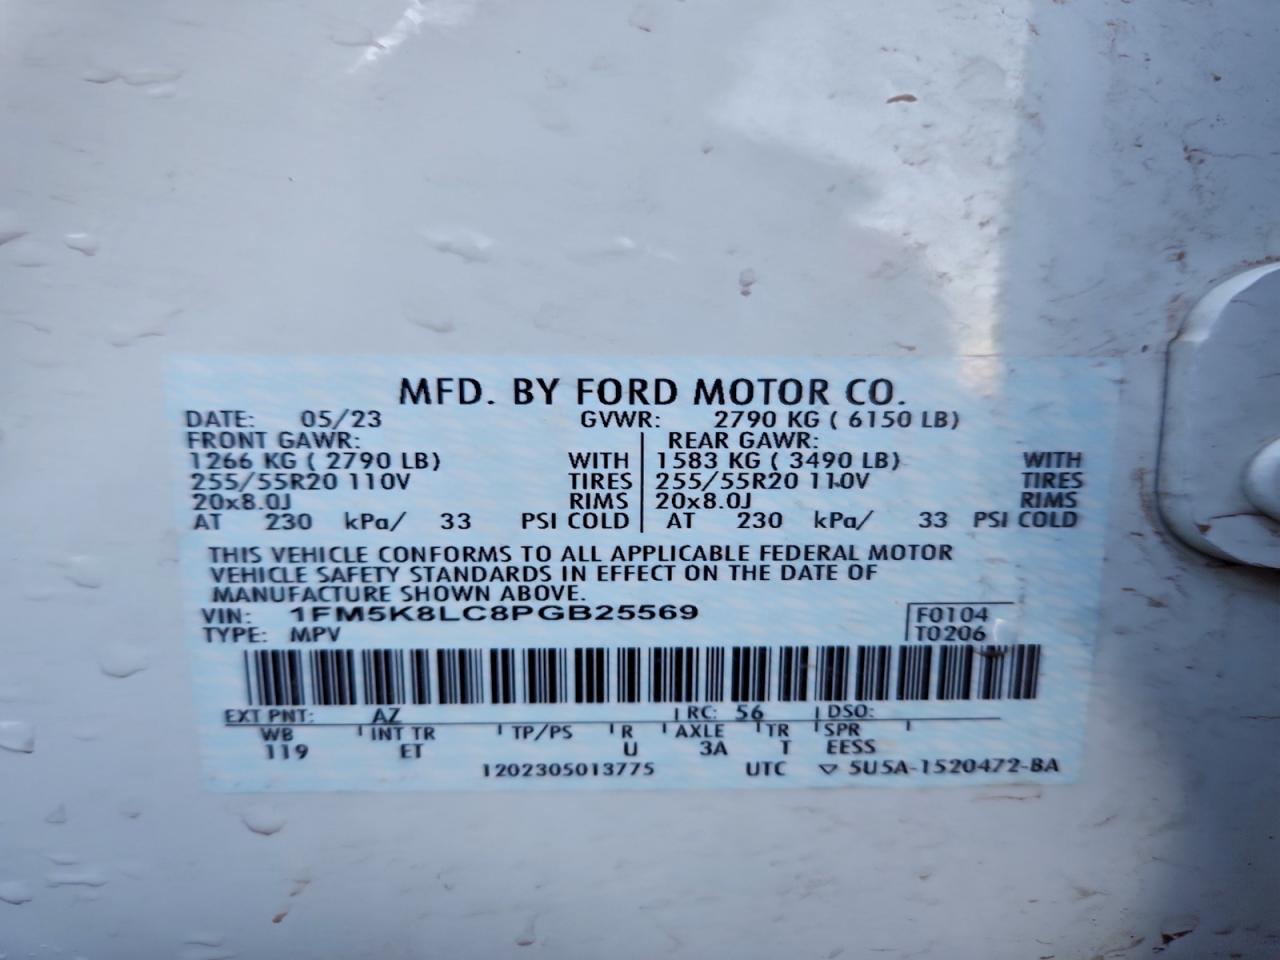 MFD. BY FORD MOTOR CO.
DATE: 05/23 GVWR: 2790 KG ( 6150 LB)
FRONT GAWR: REAR GAWR:
1266 KG ( 2790 LB) WITH 1583 KG ( 3490 LB) WITH
255/55R20 110V TIRES 255/55R20 110V TIRES
20x8.0J RIMS 20x8.0J RIMS
AT 230 kPa/ 33 PSI COLD AT 230 kPa/ 33 PSI COLD
THIS VEHICLE CONFORMS TO ALL APPLICABLE FEDERAL MOTOR
VEHICLE SAFETY STANDARDS IN EFFECT ON THE DATE OF
MANUFACTURE SHOWN ABOVE.
VIN: 1FM5K8LC8PGB25569 F0104
TYPE: MPV T0206
EXT PNT: AZ RC: 56 DSO:
WB INT TR TP/PS R AXLE TR SPR
119 ET U 3A T EESS
1202305013775 UTC ▽ 5U5A-1520472-BA